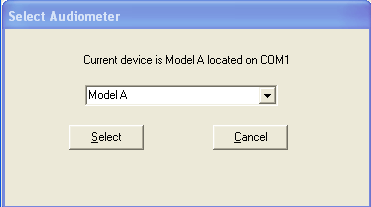 Select Audiometer
Current device is Model A located on COM1
Model A
Select
Cancel